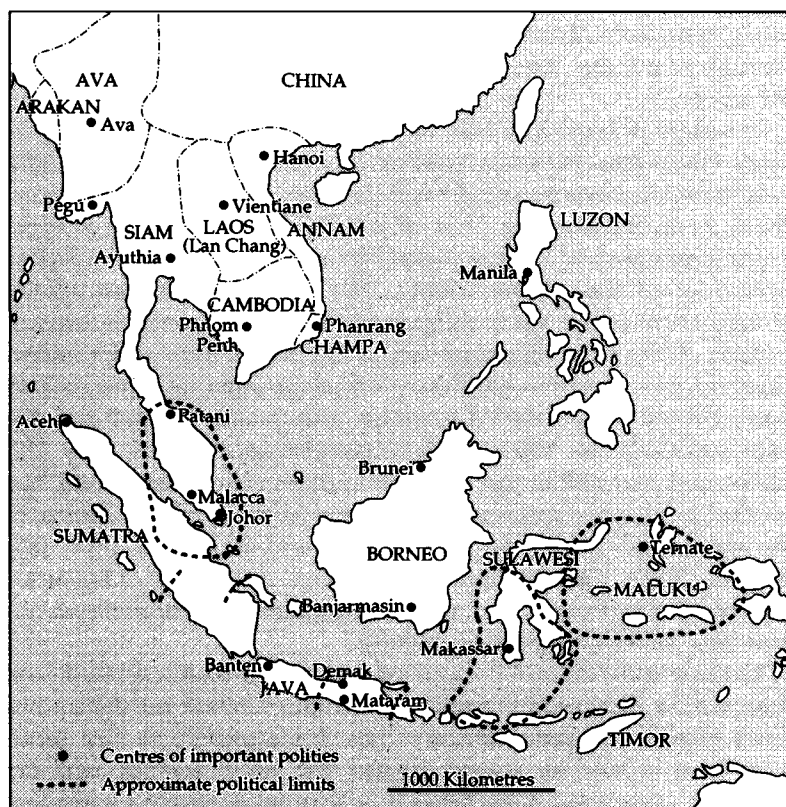 AVA
CHINA
ARAKAN
Ava
Hanoi
Pegu
Vientiane
LUZON
SIAM
LAOS
ANNAM
(Lan Chang)
Ayuthia
Manila
CAMBODIA
Phnom
Penh
Phanrang
CHAMPA
Aceh
Patani
Brunei
Malacca
Johor
SUMATRA
BORNEO
SULAWESI
Ternate
MALUKU
Banjarmasin
Makassar
Banten
Demak
JAVA
Mataram
TIMOR
Centres of important polities
Approximate political limits
1000 Kilometres